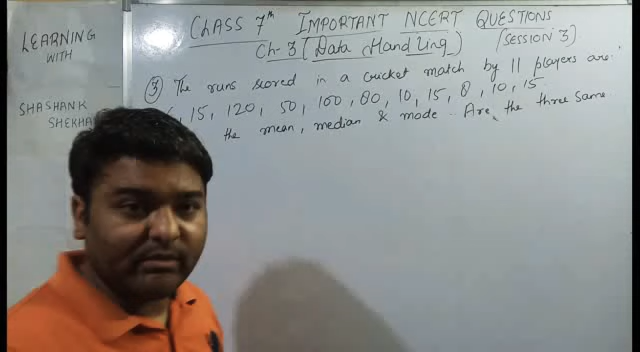 CLASS 7th IMPORTANT NCERT QUESTIONS
LEARNING
WITH
SHASHANK
SHEKHA
Ch-3 (Data Handling) (SESSION 3)
(3) The runs scored in a cricket match by 11 players are:
15, 120, 50, 100, 80, 10, 15, 8, 10, 15
the mean, median & mode. Are the three same